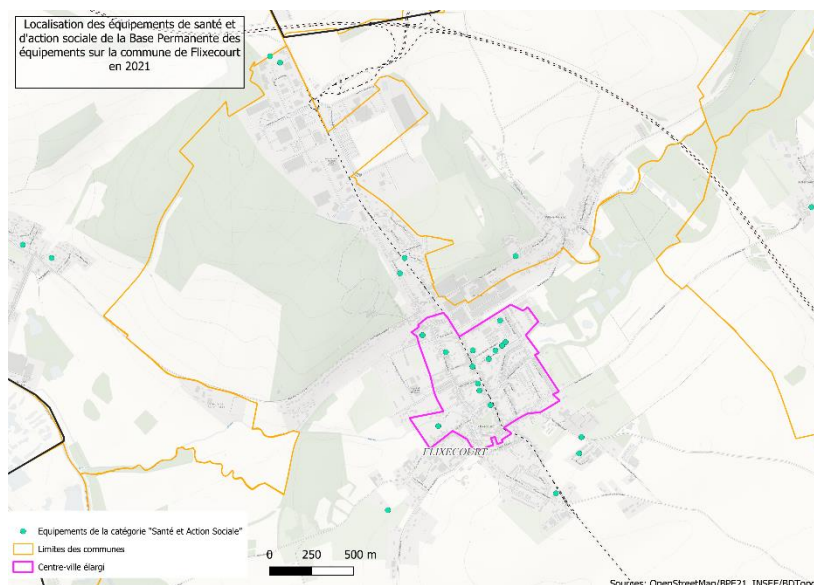 Localisation des équipements de santé et
d'action sociale de la Base Permanente des
équipements sur la commune de Flixecourt
en 2021
FLIXECOURT
Equipements de la catégorie "Santé et Action Sociale"
Limites des communes
Centre-ville élargi
0 250 500 m
Sources: OpenStreetMap/BPE21 INSEE/BDTopo